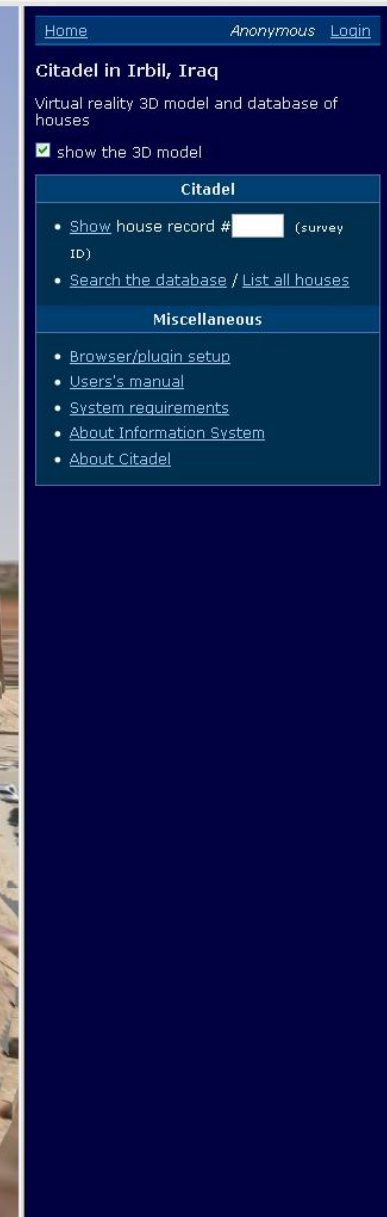 Home Anonymous Login
Citadel in Irbil, Iraq
Virtual reality 3D model and database of
houses
show the 3D model
Citadel
Show house record # (survey
ID)
Search the database / List all houses
Miscellaneous
Browser/plugin setup
Users's manual
System requirements
About Information System
About Citadel